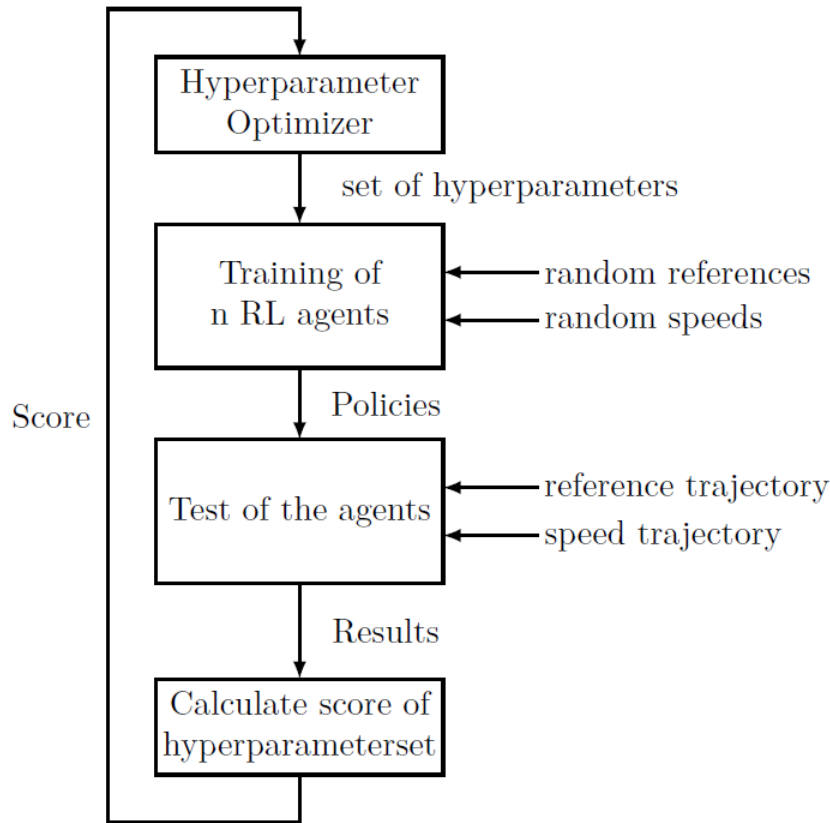 Hyperparameter
Optimizer
set of hyperparameters
Training of
n RL agents
random references
random speeds
Policies
Score
Test of the agents
reference trajectory
speed trajectory
Results
Calculate score of
hyperparameterset